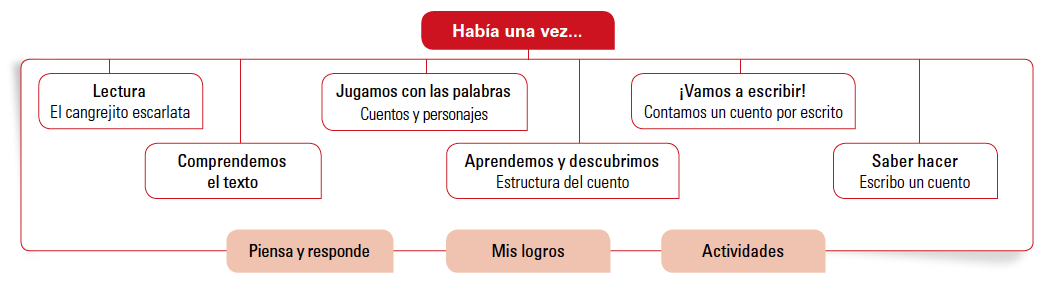 Había una vez...
Lectura
El cangrejito escarlata
Jugamos con las palabras
Cuentos y personajes
¡Vamos a escribir!
Contamos un cuento por escrito
Comprendemos
el texto
Aprendemos y descubrimos
Estructura del cuento
Saber hacer
Escribo un cuento
Piensa y responde
Mis logros
Actividades